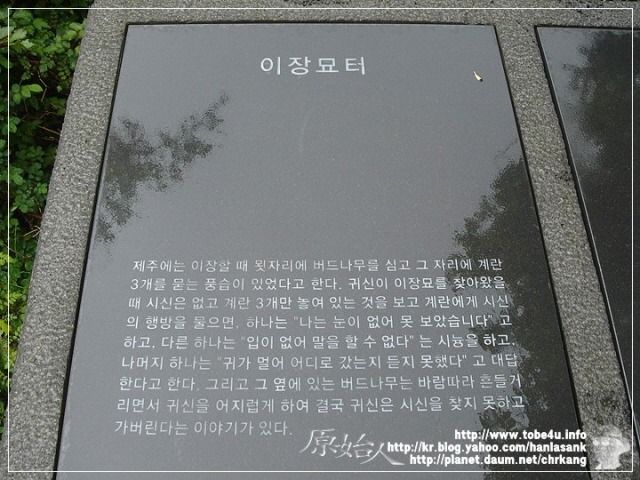 이장묘터
제주에는 이장할 때 묏자리에 버드나무를 심고 그 자리에 계란
3개를 묻는 풍습이 있었다고 한다. 귀신이 이장묘를 찾아왔을
때 시신은 없고 계란 3개만 놓여 있는 것을 보고 계란에게 시신
의 행방을 물으면, 하나는 "나는 눈이 없어 못 보았습니다" 고
하고, 다른 하나는 "입이 없어 말을 할 수 없다" 는 시늉을 하고,
나머지 하나는 "귀가 멀어 어디로 갔는지 듣지 못했다" 고 대답
한다고 한다. 그리고 그 옆에 있는 버드나무는 바람따라 흔들거
리면서 귀신을 어지럽게 하여 결국 귀신은 시신을 찾지 못하고
가버린다는 이야기가 있다.
原始人
http://www.tobe4u.info
http://kr.blog.yahoo.com/hanlasank
http://planet.daum.net/chrkang